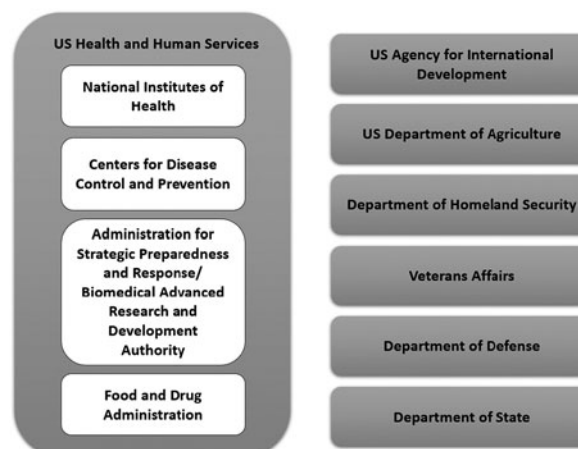 US Health and Human Services
National Institutes of
Health
Centers for Disease
Control and Prevention
Administration for
Strategic Preparedness
and Response/
Biomedical Advanced
Research and
Development
Authority
Food and Drug
Administration
US Agency for International
Development
US Department of Agriculture
Department of Homeland Security
Veterans Affairs
Department of Defense
Department of State